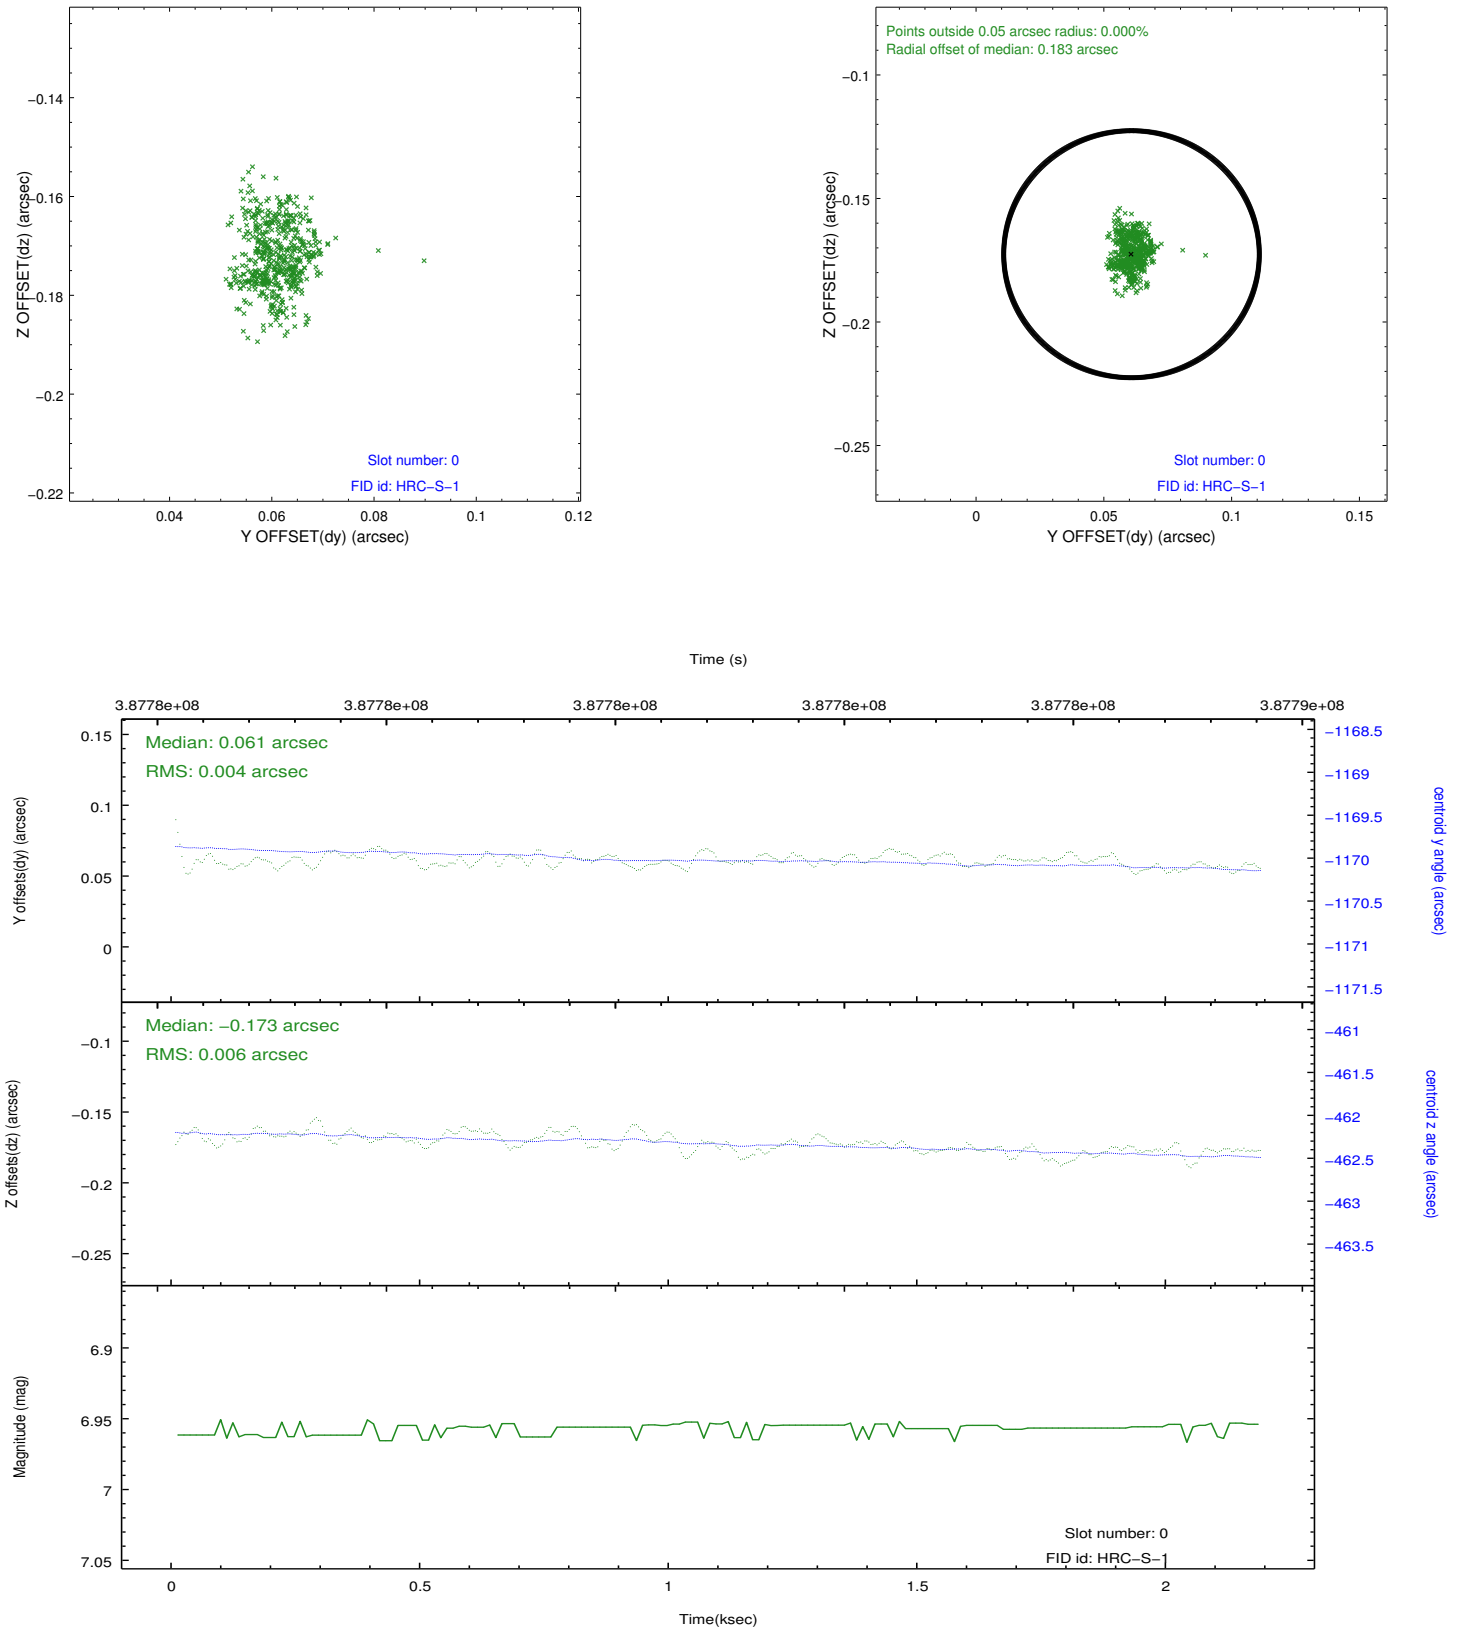 −0.14
−0.16
−0.18
−0.2
−0.22
Z OFFSET(dz) (arcsec)
Slot number: 0
FID id: HRC−S−1
0.04
0.06
0.08
0.1
0.12
Y OFFSET(dy) (arcsec)
Points outside 0.05 arcsec radius: 0.000%
Radial offset of median: 0.183 arcsec
−0.1
−0.15
−0.2
−0.25
Z OFFSET(dz) (arcsec)
Slot number: 0
FID id: HRC−S−1
0
0.05
0.1
0.15
Y OFFSET(dy) (arcsec)
Time (s)
3.8778e+08
3.8778e+08
3.8778e+08
3.8778e+08
3.8778e+08
3.8779e+08
Median: 0.061 arcsec
RMS: 0.004 arcsec
0.15
0.1
0.05
0
Y offsets(dy) (arcsec)
−1168.5
−1169
−1169.5
−1170
−1170.5
−1171
−1171.5
centroid y angle (arcsec)
Median: −0.173 arcsec
RMS: 0.006 arcsec
−0.1
−0.15
−0.2
−0.25
Z offsets(dz) (arcsec)
−461
−461.5
−462
−462.5
−463
−463.5
centroid z angle (arcsec)
6.9
6.95
7
7.05
Magnitude (mag)
Slot number: 0
FID id: HRC−S−1
0
0.5
1
1.5
2
Time(ksec)